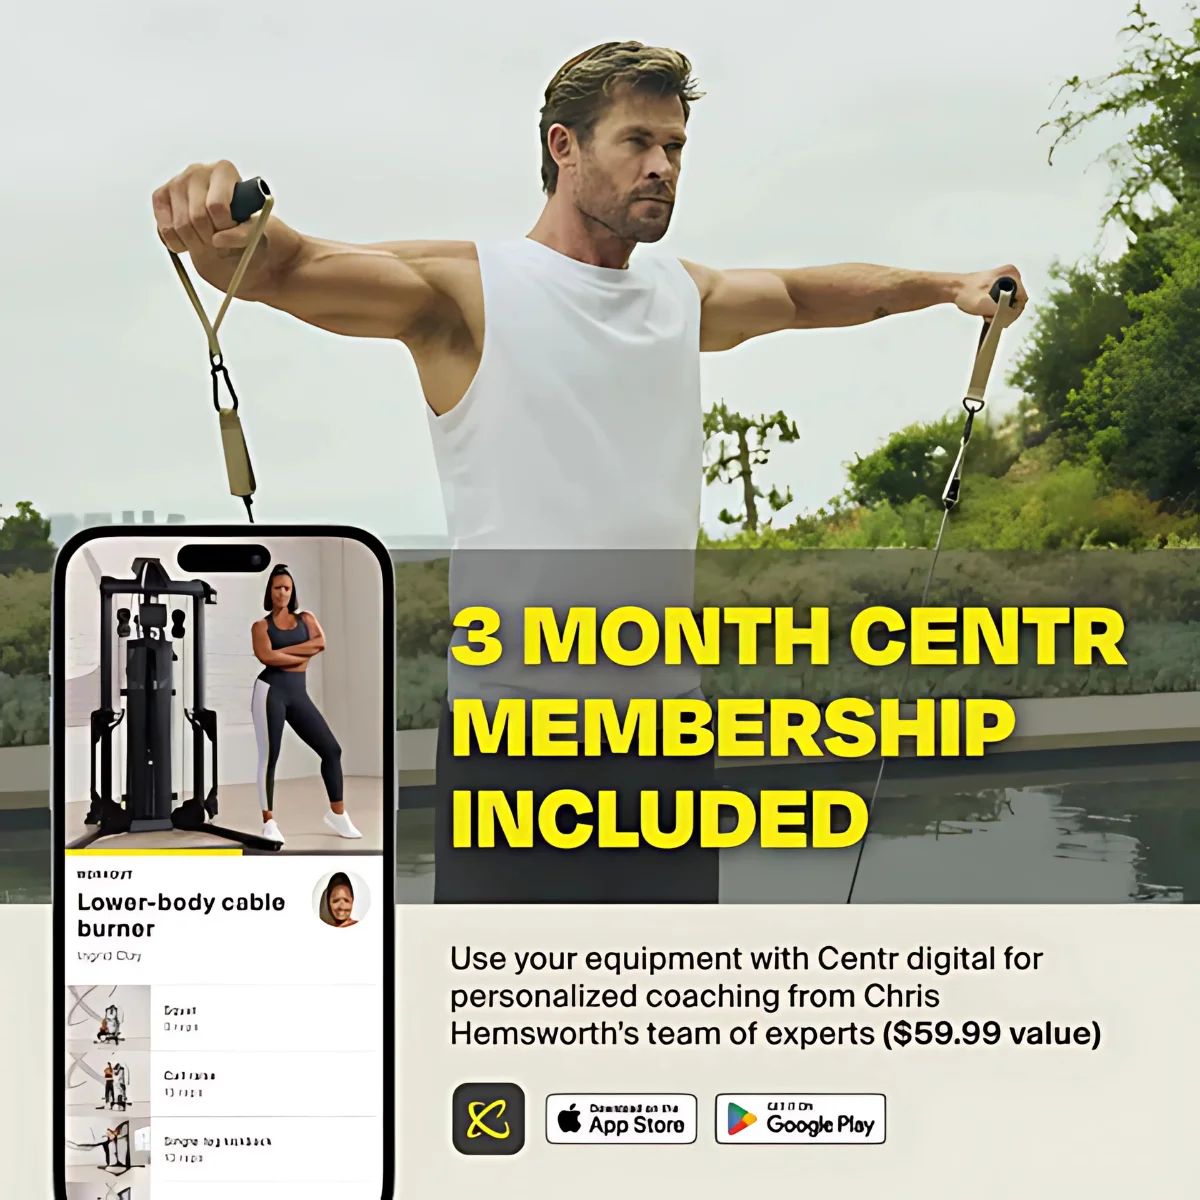 3 MONTH CENTR
MEMBERSHIP
INCLUDED
Use your equipment with Centr digital for
personalized coaching from Chris
Hemsworth's team of experts ($59.99 value)
App Store
Google Play
Lower-body cable
burner